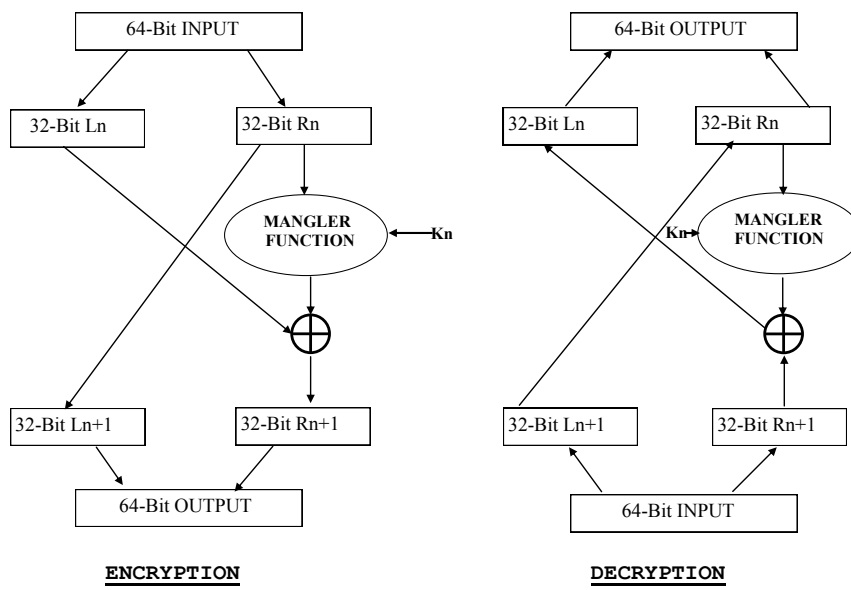 64-Bit INPUT
32-Bit Ln
32-Bit Rn
MANGLER
FUNCTION
Kn
32-Bit Ln+1
32-Bit Rn+1
64-Bit OUTPUT
ENCRYPTION
64-Bit OUTPUT
32-Bit Ln
32-Bit Rn
Kn
MANGLER
FUNCTION
32-Bit Ln+1
32-Bit Rn+1
64-Bit INPUT
DECRYPTION